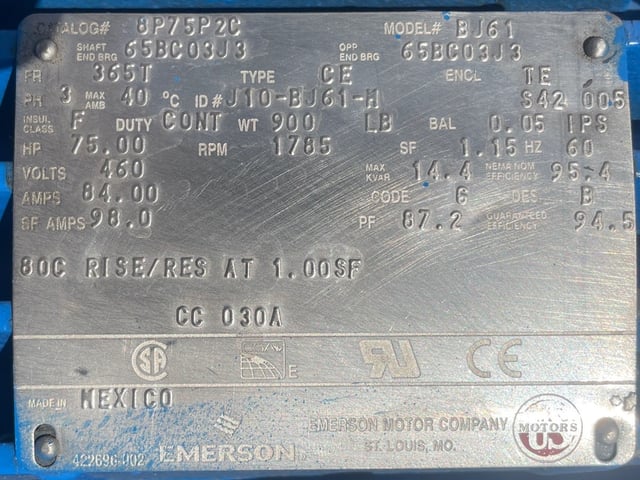 CATALOG# 8P75P2C MODEL# BJ61
SHAFT END BRG 65BC03J3 OPP END BRG 65BC03J3
FR 365T TYPE CE ENCL TE
PH 3 MAX AMB 40 °C ID# J10-BJ61-M S42 005
INSUL CLASS F DUTY CONT WT 900 LB BAL 0.05 IPS
HP 75.00 RPM 1785 SF 1.15 HZ 60
VOLTS 460 MAX KVAR 14.4 NEMA NOM EFFICIENCY 95.4
AMPS 84.00 CODE G DES B
SF AMPS 98.0 PF 87.2 GUARANTEED EFFICIENCY 94.5
80C RISE/RES AT 1.00SF
CC 030A
SA E UR CE
MADE IN MEXICO
422696-002 EMERSON EMERSON MOTOR COMPANY
ST. LOUIS, MO.
US MOTORS